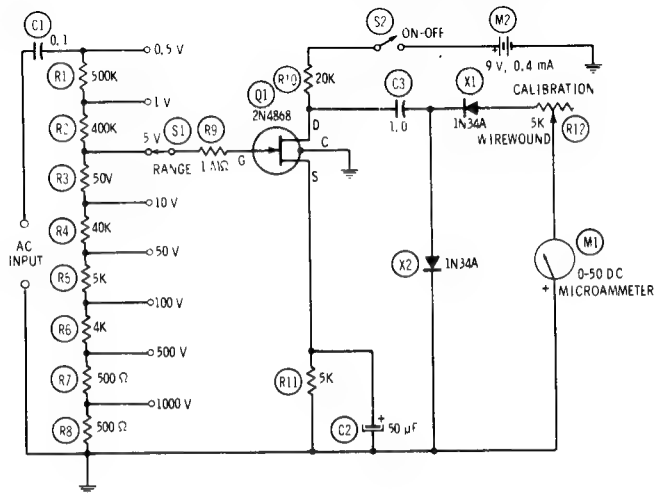 C1
0.1
0.5 V
R1
500K
1 V
R2
400K
5 V
S1
R9
RANGE
1 MΩ
R3
50V
10 V
R4
40K
50 V
R5
5K
100 V
R6
4K
500 V
R7
500 Ω
1000 V
R8
500 Ω
AC
INPUT
Q1
2N4868
G
D
C
S
R10
20K
S2
ON-OFF
M2
+
9 V, 0.4 mA
C3
1.0
X1
1N34A
CALIBRATION
5K
WIREWOUND
R12
X2
1N34A
M1
0-50 DC
+ MICROAMMETER
R11
5K
C2
+
50 μF